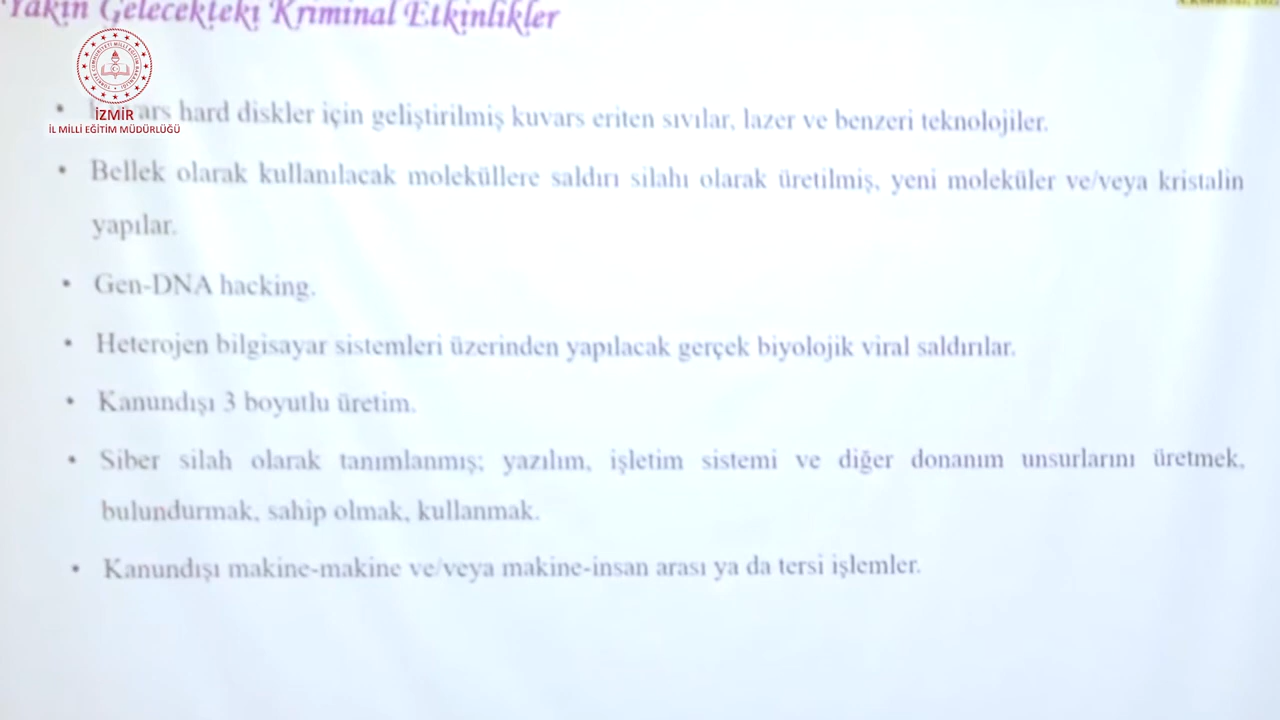 Yakın Gelecekteki Kriminal Etkinlikler
İZMİR
İL MİLLİ EĞİTİM MÜDÜRLÜĞÜ
• hard diskler için geliştirilmiş kuvars eriten sıvılar, lazer ve benzeri teknolojiler.
• Bellek olarak kullanılacak moleküllere saldırı silahı olarak üretilmiş, yeni moleküler ve/veya kristalin
yapılar.
• Gen-DNA hacking.
• Heterojen bilgisayar sistemleri üzerinden yapılacak gerçek biyolojik viral saldırılar.
• Kanundışı 3 boyutlu üretim.
• Siber silah olarak tanımlanmış; yazılım, işletim sistemi ve diğer donanım unsurlarını üretmek,
bulundurmak, sahip olmak, kullanmak.
• Kanundışı makine-makine ve/veya makine-insan arası ya da tersi işlemler.